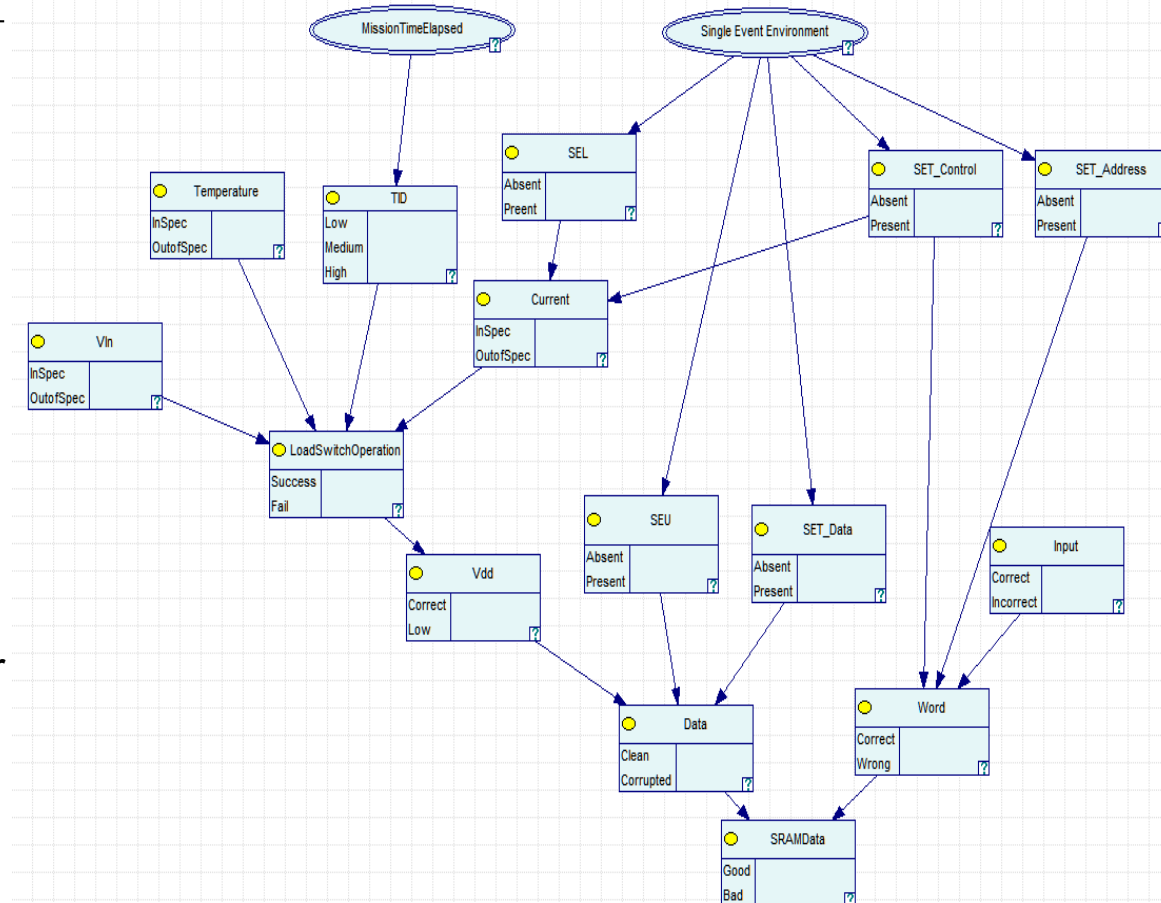 MissionTimeElapsed
?
Single Event Environment
?
SEL
Absent
Preent
?
SET_Control
Absent
Present
?
SET_Address
Absent
Present
Temperature
InSpec
OutofSpec
?
TID
Low
Medium
High
?
Current
InSpec
OutofSpec
?
VIn
InSpec
OutofSpec
?
LoadSwitchOperation
Success
Fail
?
SEU
Absent
Present
?
SET_Data
Absent
Present
?
Input
Correct
Incorrect
?
Vdd
Correct
Low
?
Word
Correct
Wrong
?
Data
Clean
Corrupted
?
SRAMData
Good
Bad
?